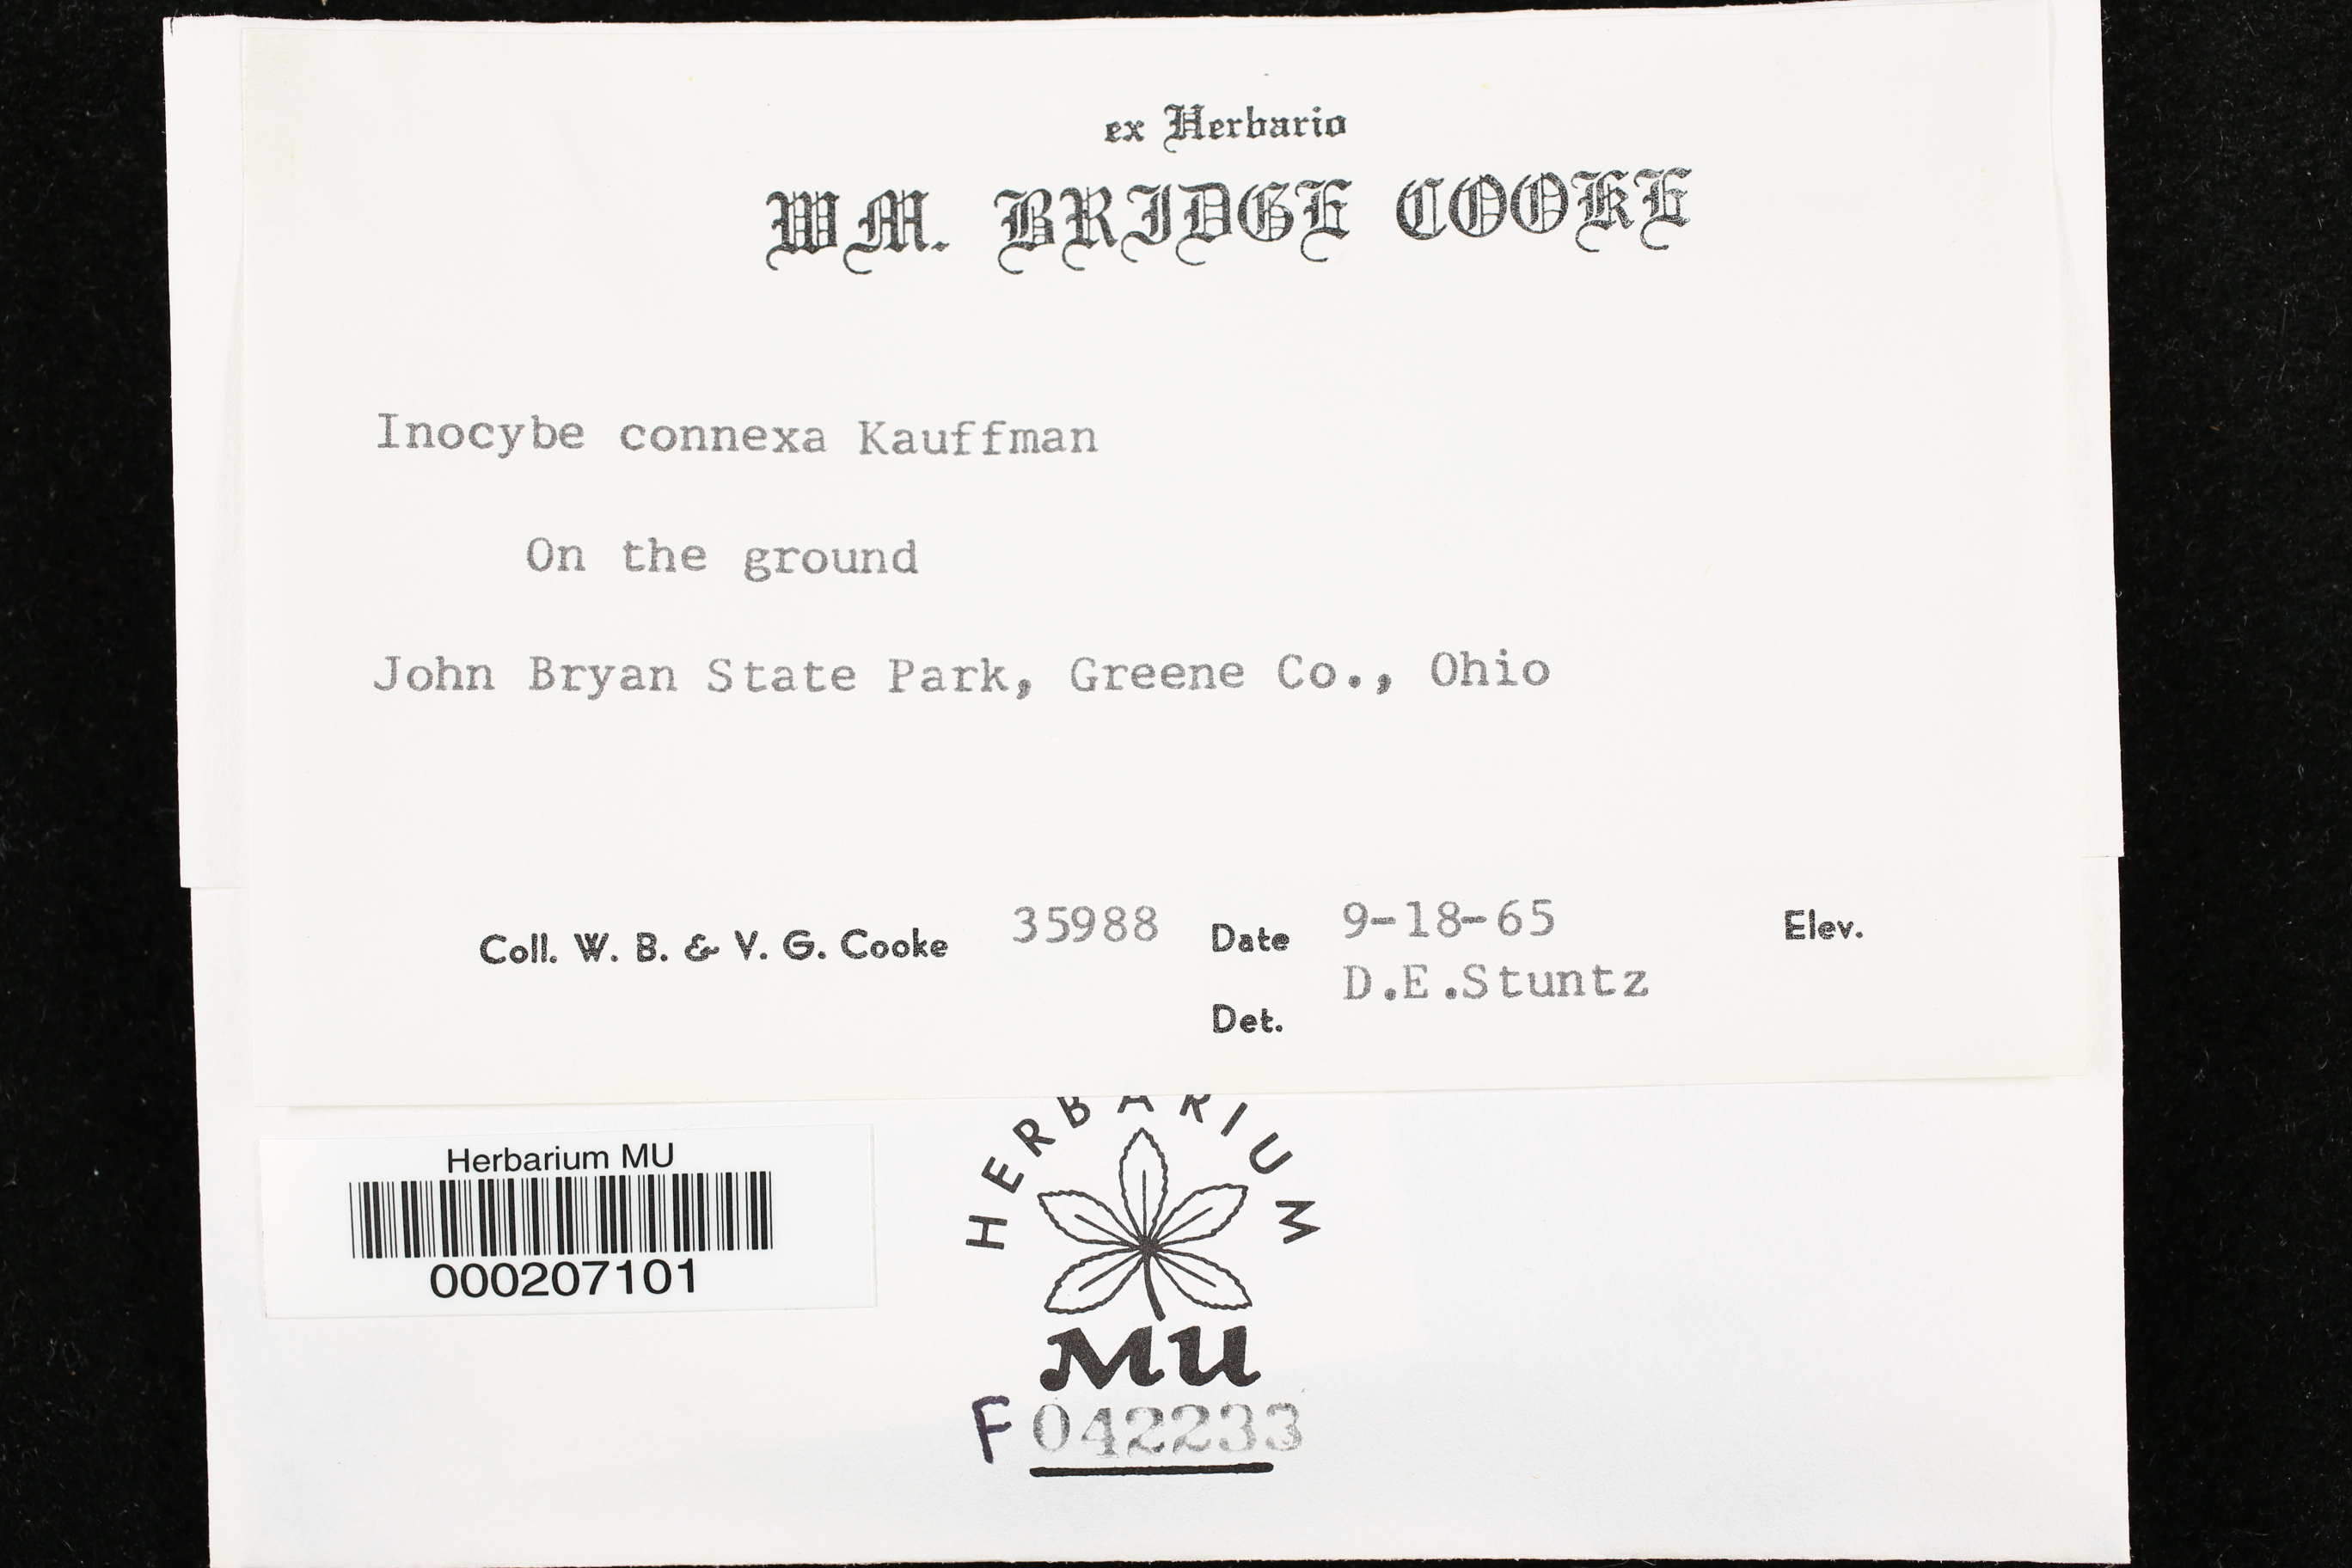 ex Herbario
WM. BRIDGE COOKE
Inocybe connexa Kauffman
On the ground
John Bryan State Park, Greene Co., Ohio
Coll. W. B. & V. G. Cooke 35988 Date 9-18-65 Elev.
D.E.Stuntz
Det.
Herbarium MU
000207101
HERBARIUM
MU
F 042233